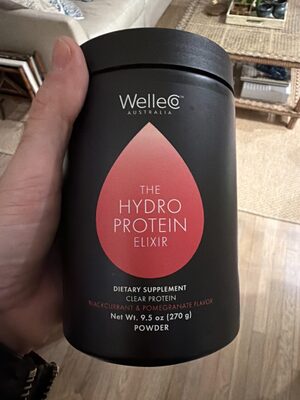 WelleCo™
AUSTRALIA
THE
HYDRO
PROTEIN
ELIXIR
DIETARY SUPPLEMENT
CLEAR PROTEIN
BLACKCURRANT & POMEGRANATE FLAVOR
Net Wt. 9.5 oz (270 g)
POWDER